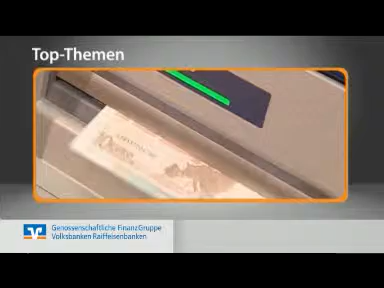 Top-Themen
Genossenschaftliche FinanzGruppe
Volksbanken Raiffeisenbanken